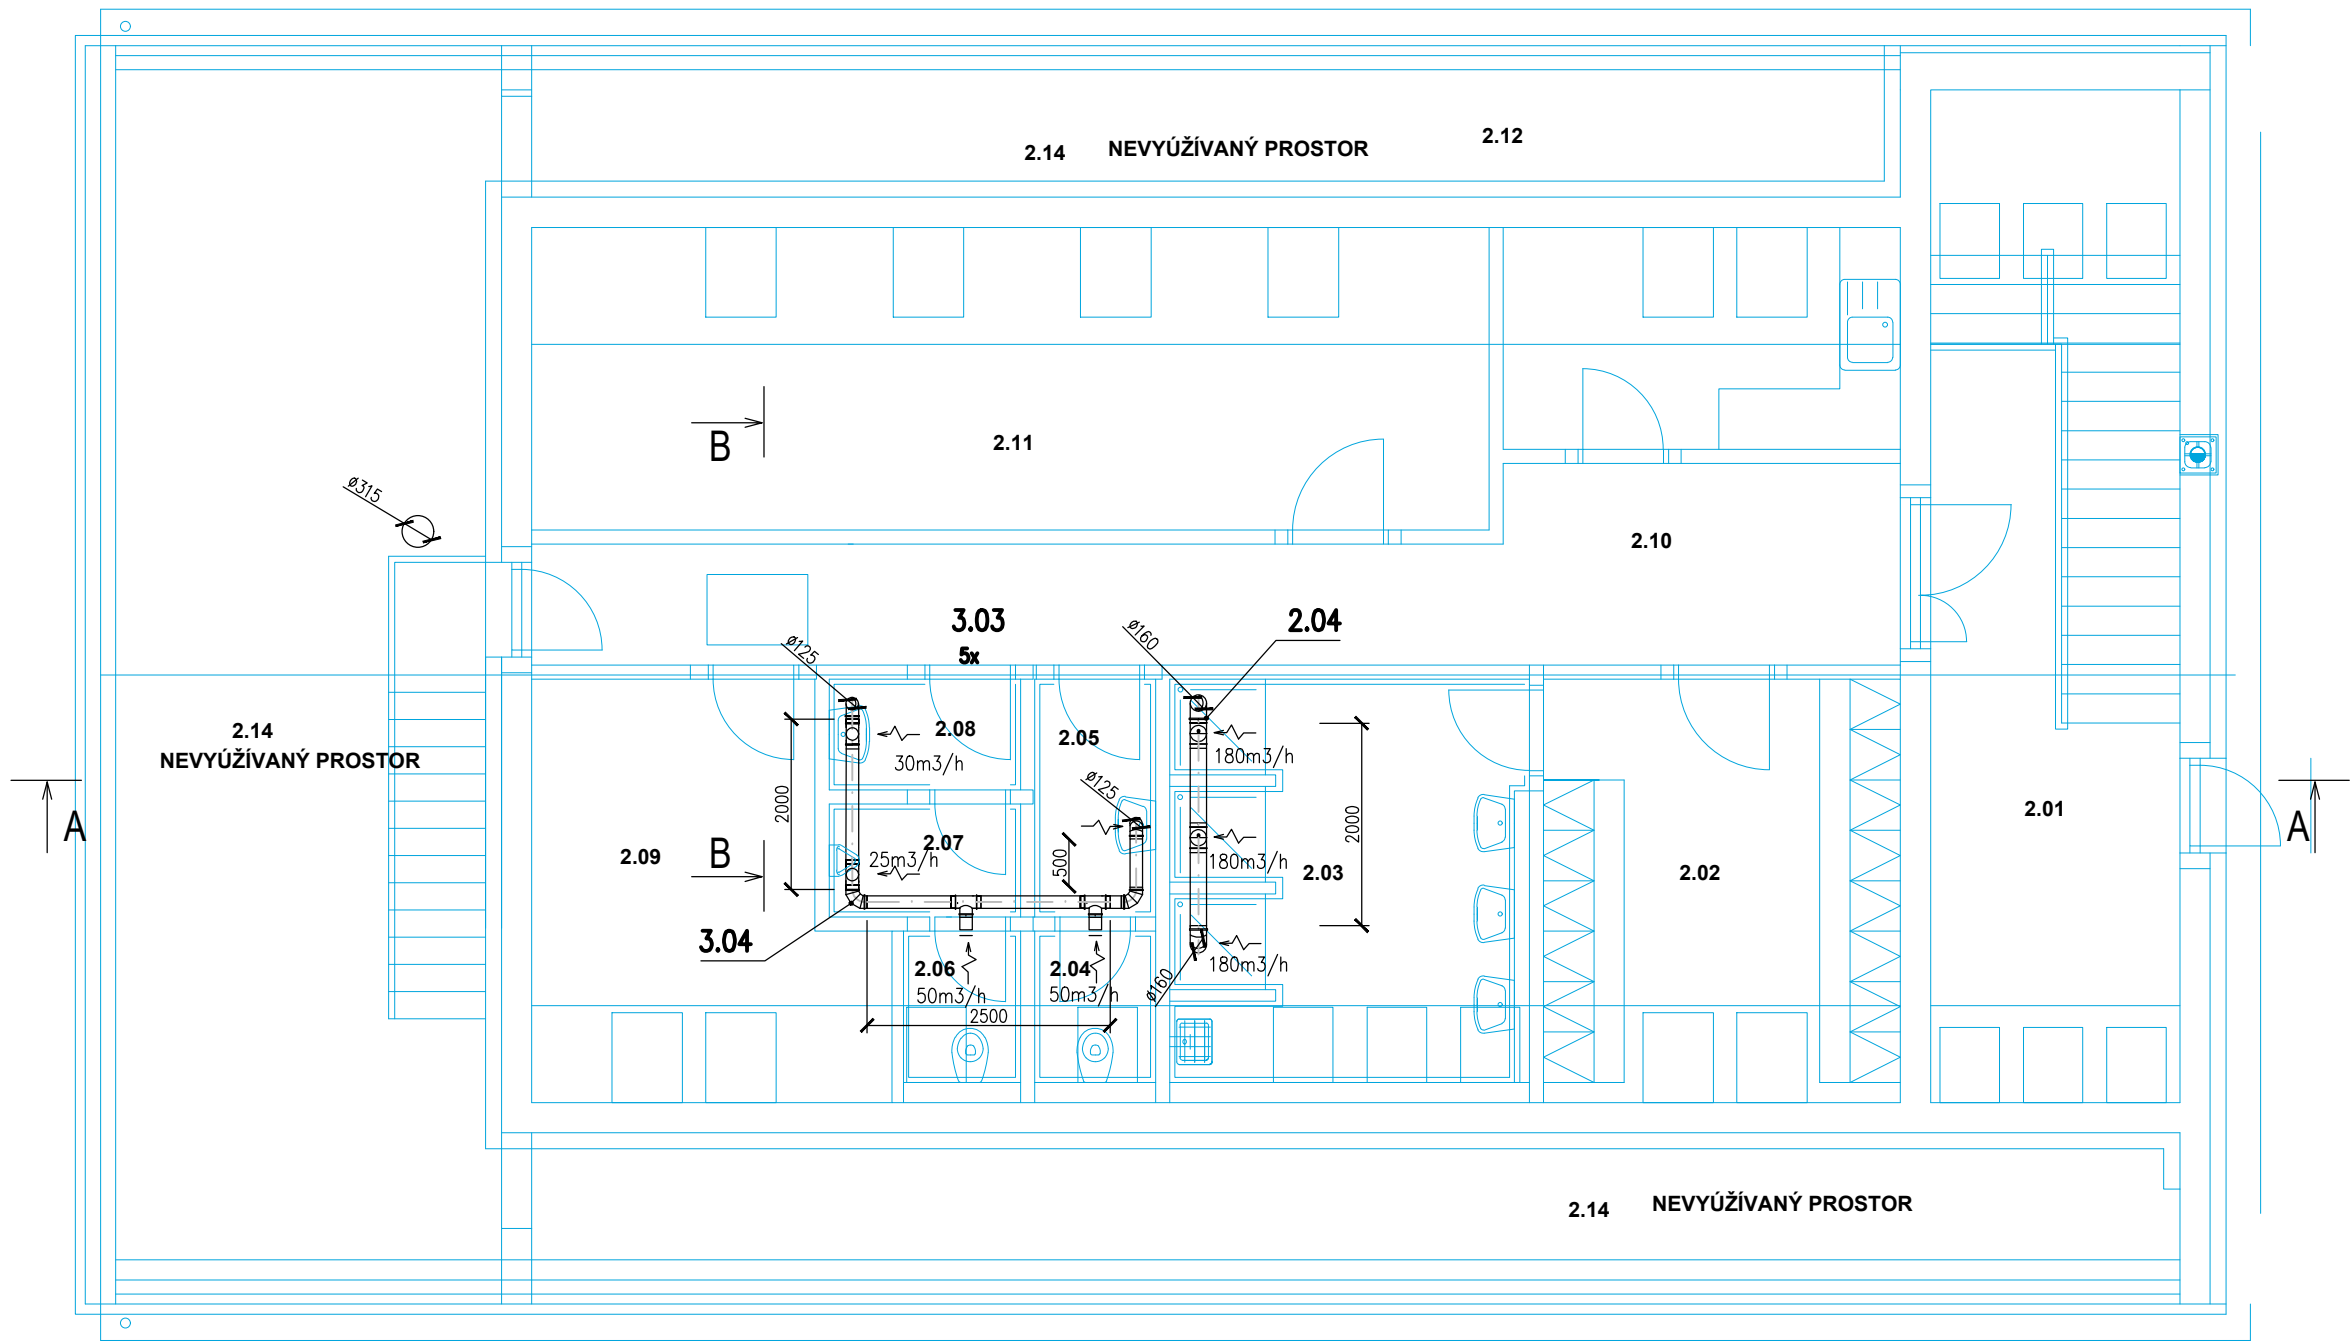 2.12
2.14 NEVYÚŽÍVANÝ PROSTOR
B
2.11
ø315
2.10
3.03
5x
2.04
ø125
ø160
2.14
NEVYÚŽÍVANÝ PROSTOR
2.08
30m3/h
2.05
180m3/h
2000
ø125
2000
A
A
2.01
2.09
B
2.07
25m3/h
500
180m3/h
2.03
2.02
3.04
2.06
50m3/h
2.04
50m3/h
180m3/h
ø160
2500
2.14 NEVYÚŽÍVANÝ PROSTOR